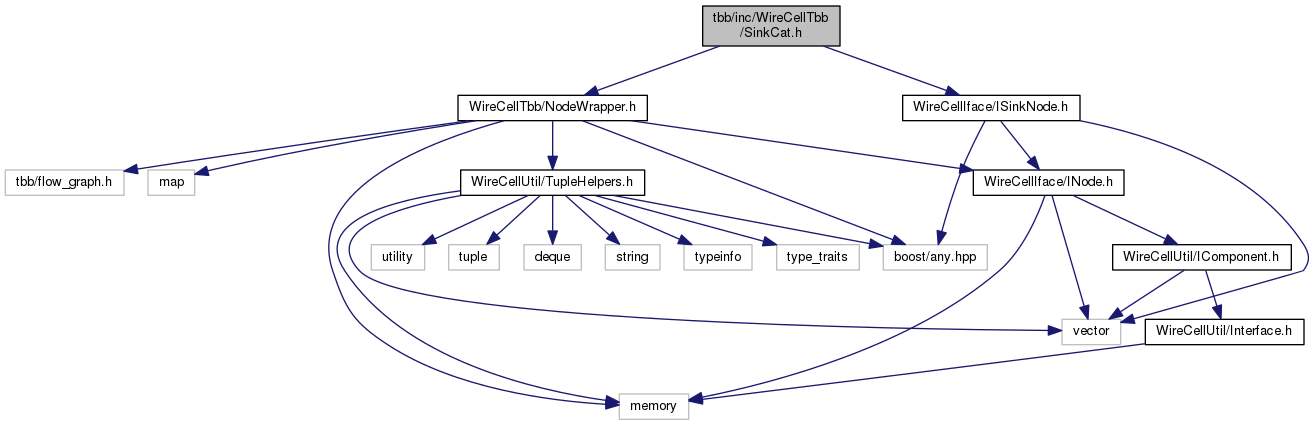 tbb/inc/WireCellTbb
/SinkCat.h
WireCellTbb/NodeWrapper.h
WireCellIface/ISinkNode.h
tbb/flow_graph.h
map
WireCellUtil/TupleHelpers.h
WireCellIface/INode.h
utility
tuple
deque
string
typeinfo
type_traits
boost/any.hpp
WireCellUtil/IComponent.h
vector
WireCellUtil/Interface.h
memory